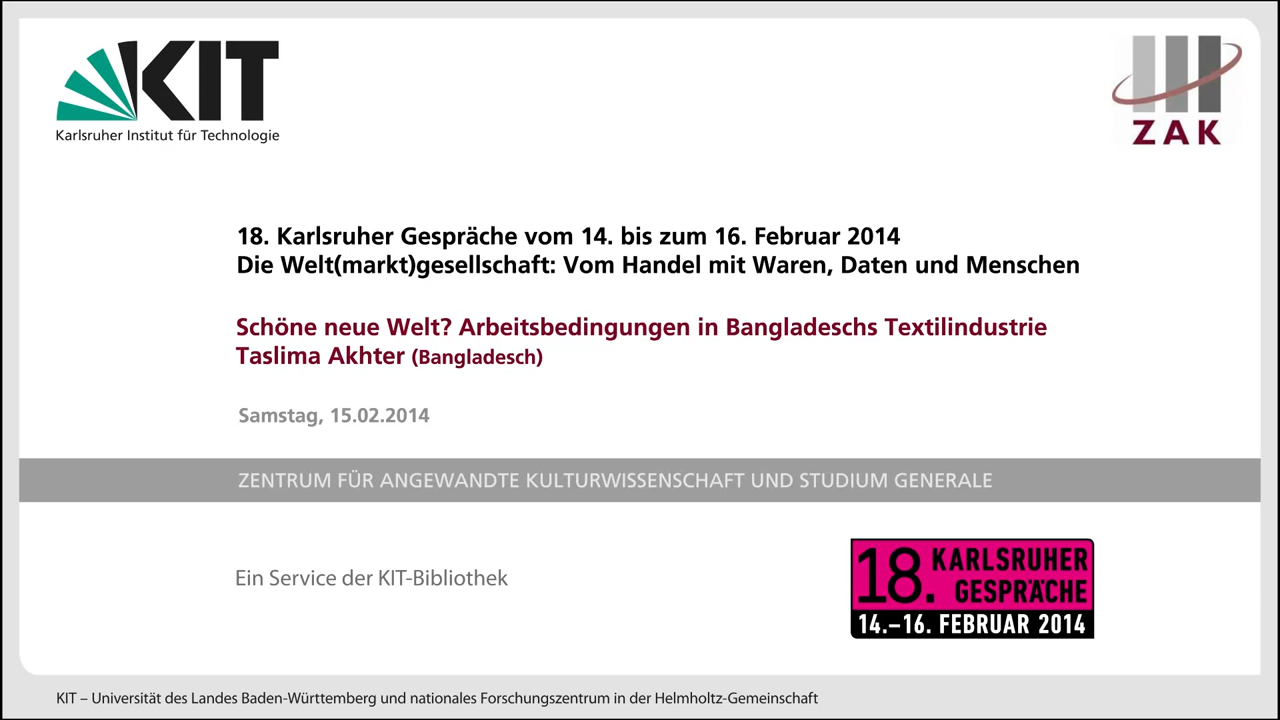 KIT
Karlsruher Institut für Technologie
ZAK
18. Karlsruher Gespräche vom 14. bis zum 16. Februar 2014
Die Welt(markt)gesellschaft: Vom Handel mit Waren, Daten und Menschen
Schöne neue Welt? Arbeitsbedingungen in Bangladeschs Textilindustrie
Taslima Akhter (Bangladesch)
Samstag, 15.02.2014
ZENTRUM FÜR ANGEWANDTE KULTURWISSENSCHAFT UND STUDIUM GENERALE
Ein Service der KIT-Bibliothek
18. KARLSRUHER
GESPRÄCHE
14.–16. FEBRUAR 2014
KIT – Universität des Landes Baden-Württemberg und nationales Forschungszentrum in der Helmholtz-Gemeinschaft